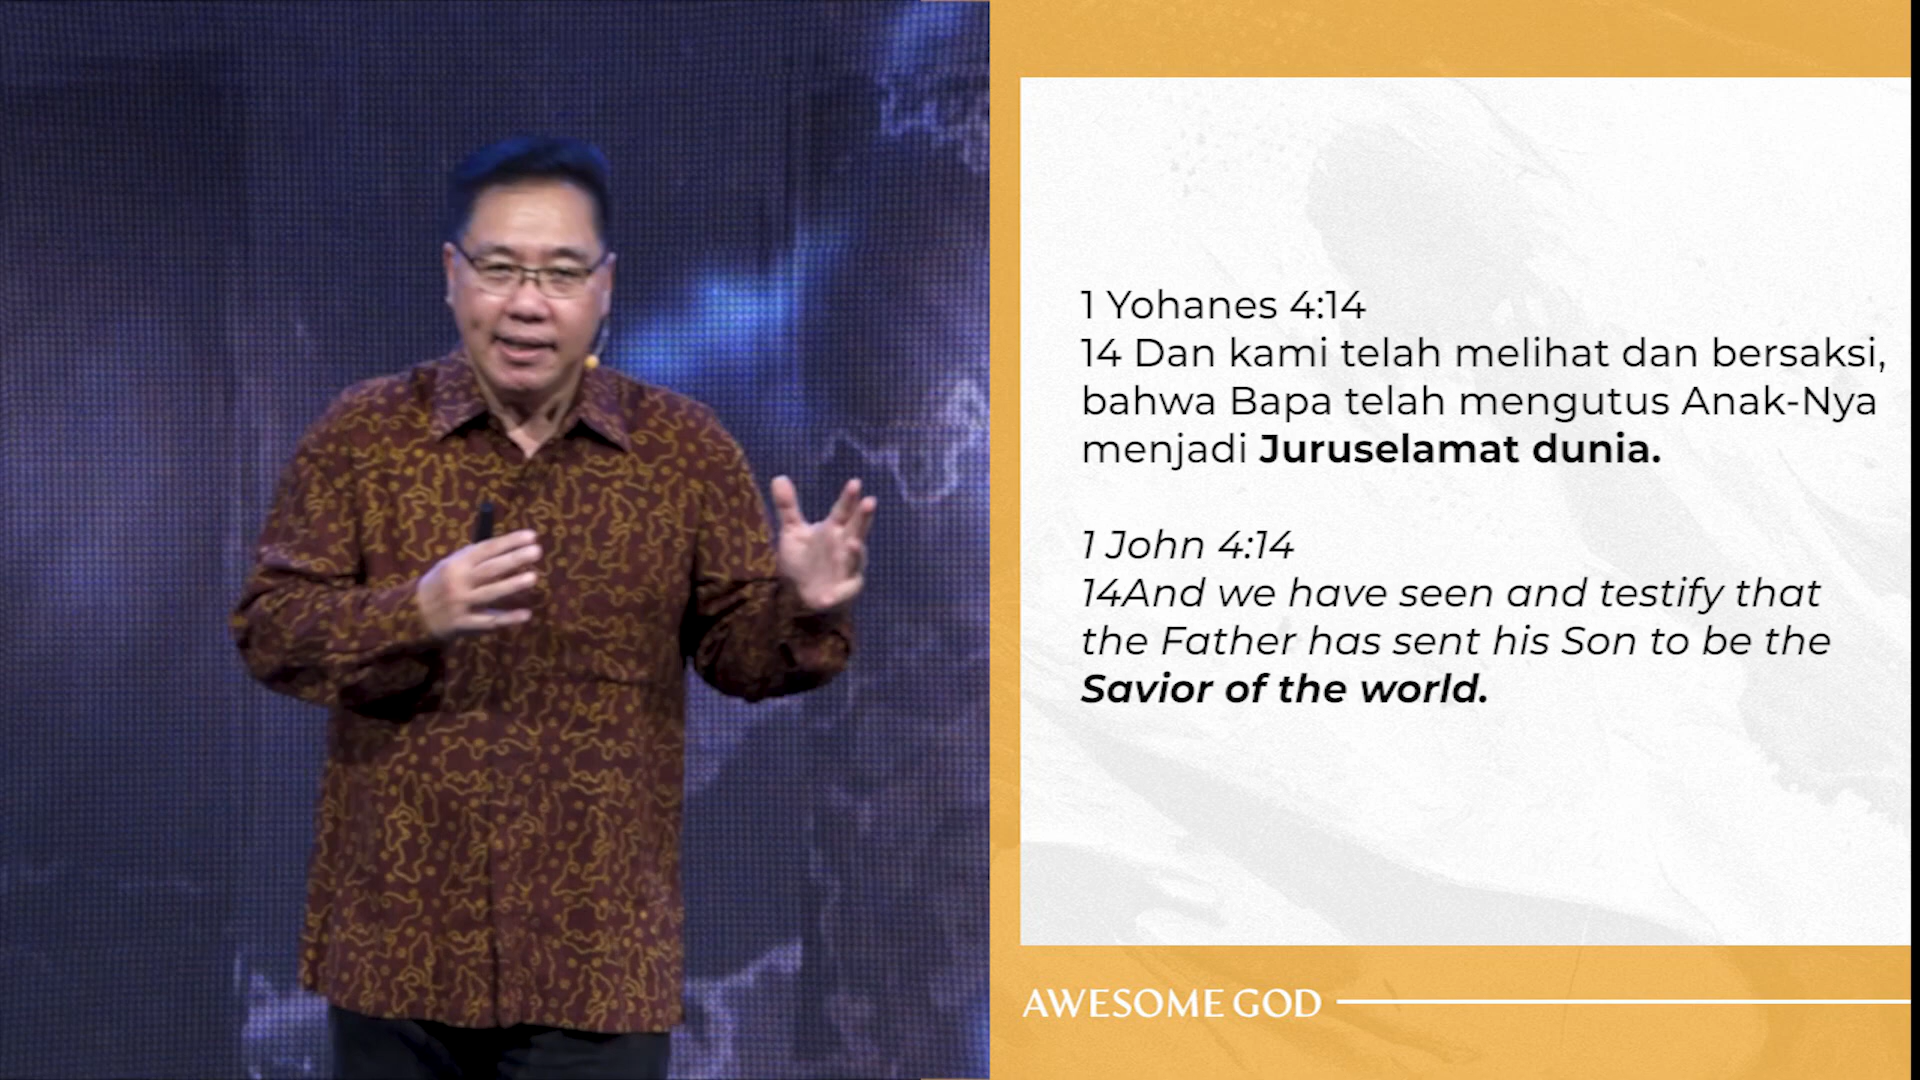 1 Yohanes 4:14
14 Dan kami telah melihat dan bersaksi,
bahwa Bapa telah mengutus Anak-Nya
menjadi Juruselamat dunia.
1 John 4:14
14And we have seen and testify that
the Father has sent his Son to be the
Savior of the world.
AWESOME GOD